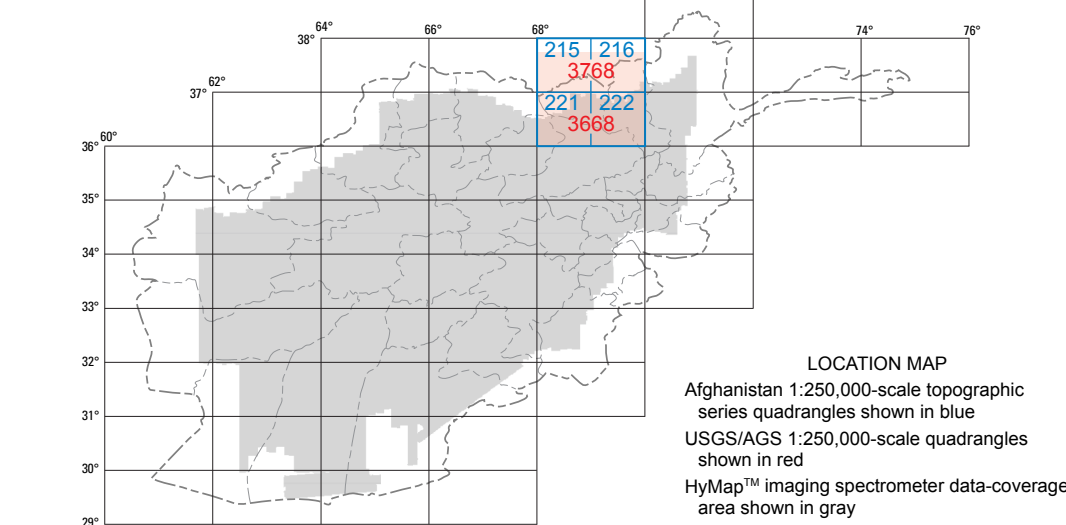 64° 66° 68° 74° 76°
38°
215 216
3768
62°
37°
221 222
3668
60°
36°
35°
34°
33°
32°
31°
30°
29°
LOCATION MAP
Afghanistan 1:250,000-scale topographic
series quadrangles shown in blue
USGS/AGS 1:250,000-scale quadrangles
shown in red
HyMap™ imaging spectrometer data-coverage
area shown in gray